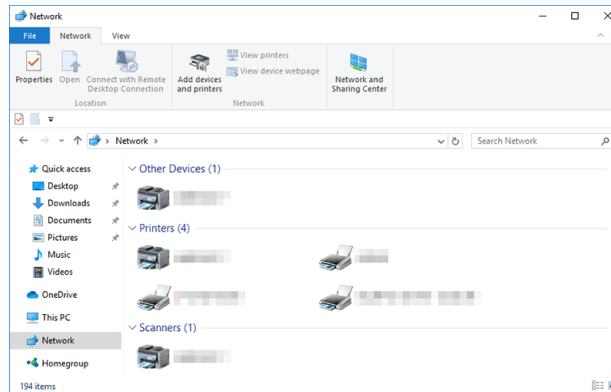 Network
File Network View
Properties Open Connect with Remote Desktop Connection Add devices and printers View printers View device webpage Network and Sharing Center
Location Network
Network
Search Network
Quick access
Desktop
Downloads
Documents
Pictures
Music
Videos
OneDrive
This PC
Network
Homegroup
Other Devices (1)
Printers (4)
Scanners (1)
194 items